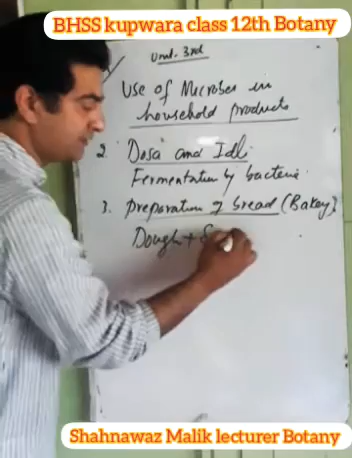 BHSS kupwara class 12th Botany
Unit. 3rd
Use of Microbes in
household products
2. Dosa and Idli
Fermentation by bacteria
3. Preparation of bread (Bakery)
Dough +
Shahnawaz Malik lecturer Botany